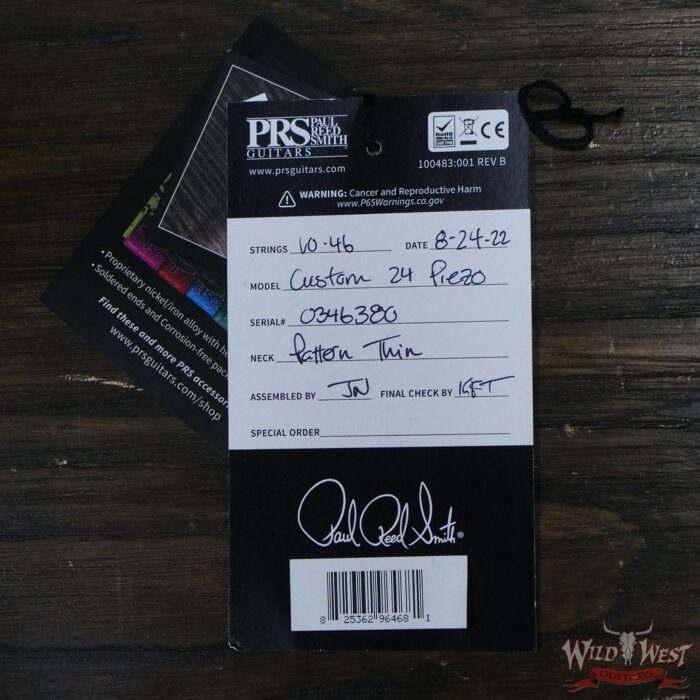 PRS PAUL
REED
SMITH
GUITARS
www.prsguitars.com
RoHS
CE
100483:001 REV B
WARNING: Cancer and Reproductive Harm
www.P65Warnings.ca.gov
STRINGS 10-46 DATE 8-24-22
MODEL Custom 24 Piezo
SERIAL# 0346380
NECK Pattern Thin
ASSEMBLED BY JN FINAL CHECK BY KFT
SPECIAL ORDER
Paul Reed Smith®
8 25362 96468 1
• Proprietary nickel/iron alloy with
• Soldered ends and Corrosion-free
Find these and more PRS
www.prsguitars.com/shop
WILD WEST
GUITARS